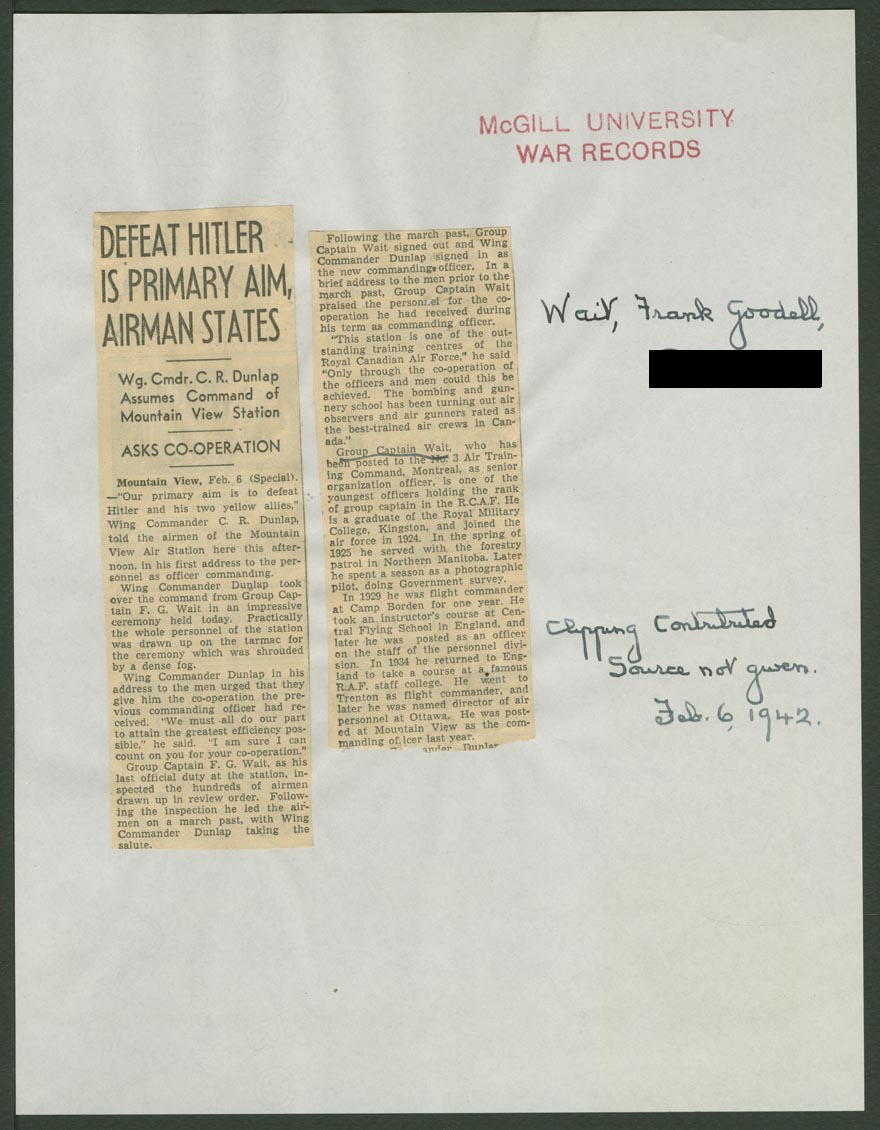 McGILL UNIVERSITY
WAR RECORDS
DEFEAT HITLER
IS PRIMARY AIM,
AIRMAN STATES
Wg. Cmdr. C. R. Dunlap
Assumes Command of
Mountain View Station
ASKS CO-OPERATION
Mountain View, Feb. 6 (Special).
—"Our primary aim is to defeat
Hitler and his two yellow allies,"
Wing Commander C. R. Dunlap,
told the airmen of the Mountain
View Air Station here this after-
noon, in his first address to the per-
sonnel as officer commanding.
Wing Commander Dunlap took
over the command from Group Cap-
tain F. G. Wait in an impressive
ceremony held today. Practically
the whole personnel of the station
was drawn up on the tarmac for
the ceremony which was shrouded
by a dense fog.
Wing Commander Dunlap in his
address to the men urged that they
give him the co-operation the pre-
vious commanding officer had re-
ceived. "We must all do our part
to attain the greatest efficiency pos-
sible," he said. "I am sure I can
count on you for your co-operation."
Group Captain F. G. Wait, as his
last official duty at the station, in-
spected the hundreds of airmen
drawn up in review order. Follow-
ing the inspection he led the air-
men on a march past, with Wing
Commander Dunlap taking the
salute.
Following the march past, Group
Captain Wait signed out and Wing
Commander Dunlap signed in as
the new commanding officer. In a
brief address to the men prior to the
march past, Group Captain Wait
praised the personnel for the co-
operation he had received during
his term as commanding officer.
"This station is one of the out-
standing training centres of the
Royal Canadian Air Force," he said
"Only through the co-operation of
the officers and men could this be
achieved. The bombing and gun-
nery school has been turning out air
observers and air gunners rated as
the best-trained air crews in Can-
ada."
Group Captain Wait, who has
been posted to the No. 3 Air Train-
ing Command, Montreal, as senior
organization officer, is one of the
youngest officers holding the rank
of group captain in the R.C.A.F. He
is a graduate of the Royal Military
College, Kingston, and joined the
air force in 1924. In the spring of
1925 he served with the forestry
patrol in Northern Manitoba. Later
he spent a season as a photographic
pilot, doing Government survey.
In 1929 he was flight commander
at Camp Borden for one year. He
took an instructor's course at Cen-
tral Flying School in England, and
later he was posted as an officer
on the staff of the personnel divi-
sion. In 1934 he returned to Eng-
land to take a course at a famous
R.A.F. staff college. He went to
Trenton as flight commander, and
later he was named director of air
personnel at Ottawa. He was post-
ed at Mountain View as the com-
manding officer last year.
Dunlap
Wait, Frank Goodell,
Clipping Contributed
Source not given.
Feb. 6, 1942.